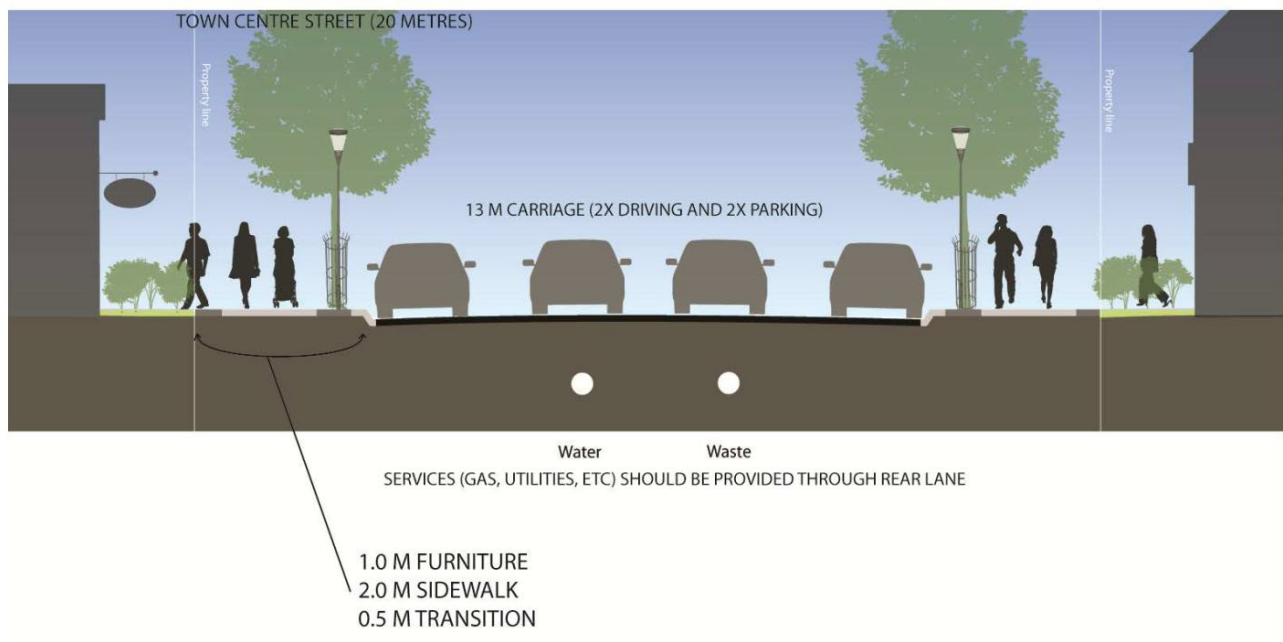 TOWN CENTRE STREET (20 METRES)
Property line
Property line
13 M CARRIAGE (2X DRIVING AND 2X PARKING)
Water
Waste
SERVICES (GAS, UTILITIES, ETC) SHOULD BE PROVIDED THROUGH REAR LANE
1.0 M FURNITURE
2.0 M SIDEWALK
0.5 M TRANSITION